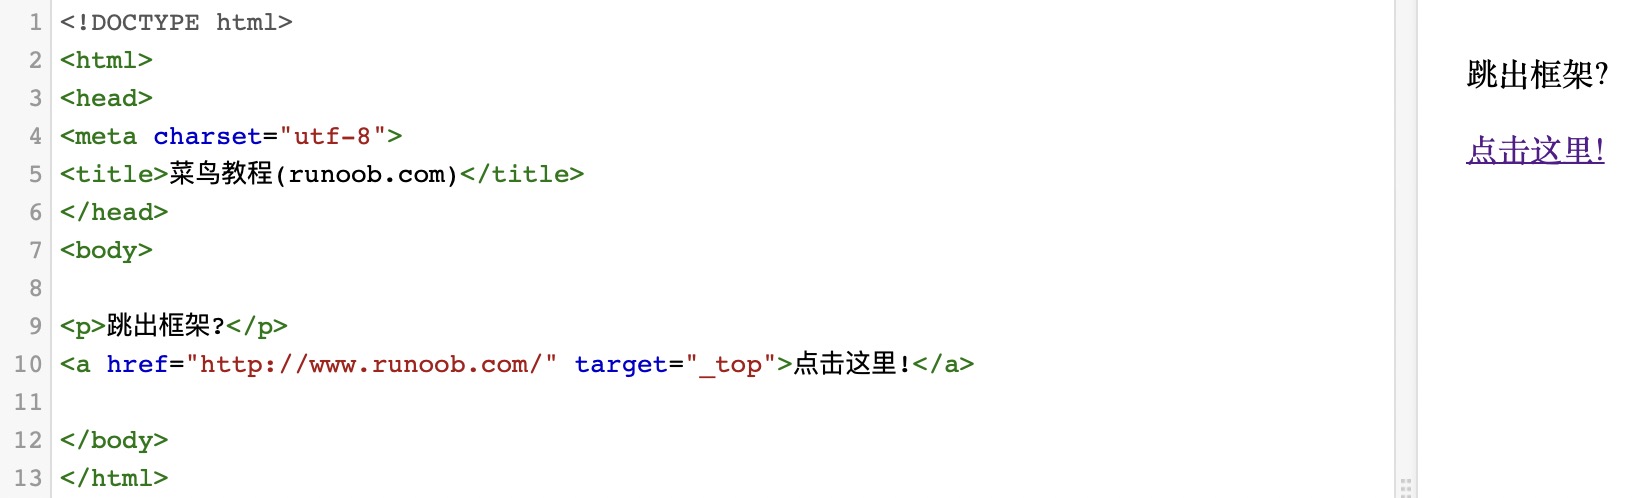 1 <!DOCTYPE html>
2 <html>
3 <head>
4 <meta charset="utf-8">
5 <title>菜鸟教程(runoob.com)</title>
6 </head>
7 <body>
8
9 <p>跳出框架?</p>
10 <a href="http://www.runoob.com/" target="_top">点击这里!</a>
11
12 </body>
13 </html>
跳出框架?
点击这里!